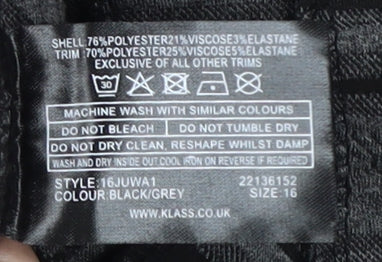 SHELL:76%POLYESTER21%VISCOSE3%ELASTANE
TRIM :70%POLYESTER25%VISCOSE5%ELASTANE
EXCLUSIVE OF ALL OTHER TRIMS
30
MACHINE WASH WITH SIMILAR COLOURS
DO NOT BLEACH DO NOT TUMBLE DRY
DO NOT DRY CLEAN, RESHAPE WHILST DAMP
WASH AND DRY INSIDE OUT COOL IRON ON REVERSE IF REQUIRED
STYLE:16JUWA1 22136152
COLOUR:BLACK/GREY SIZE:16
WWW.KLASS.CO.UK